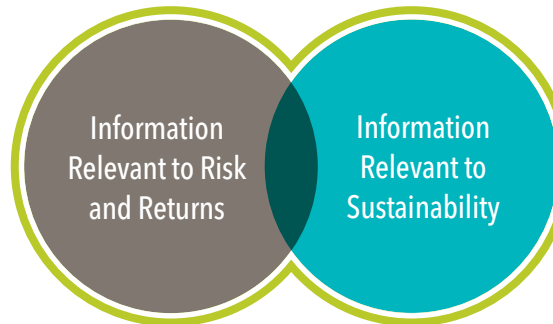 Information
Relevant to Risk
and Returns
Information
Relevant to
Sustainability